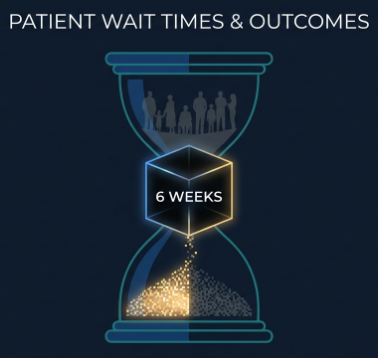 PATIENT WAIT TIMES & OUTCOMES
6 WEEKS